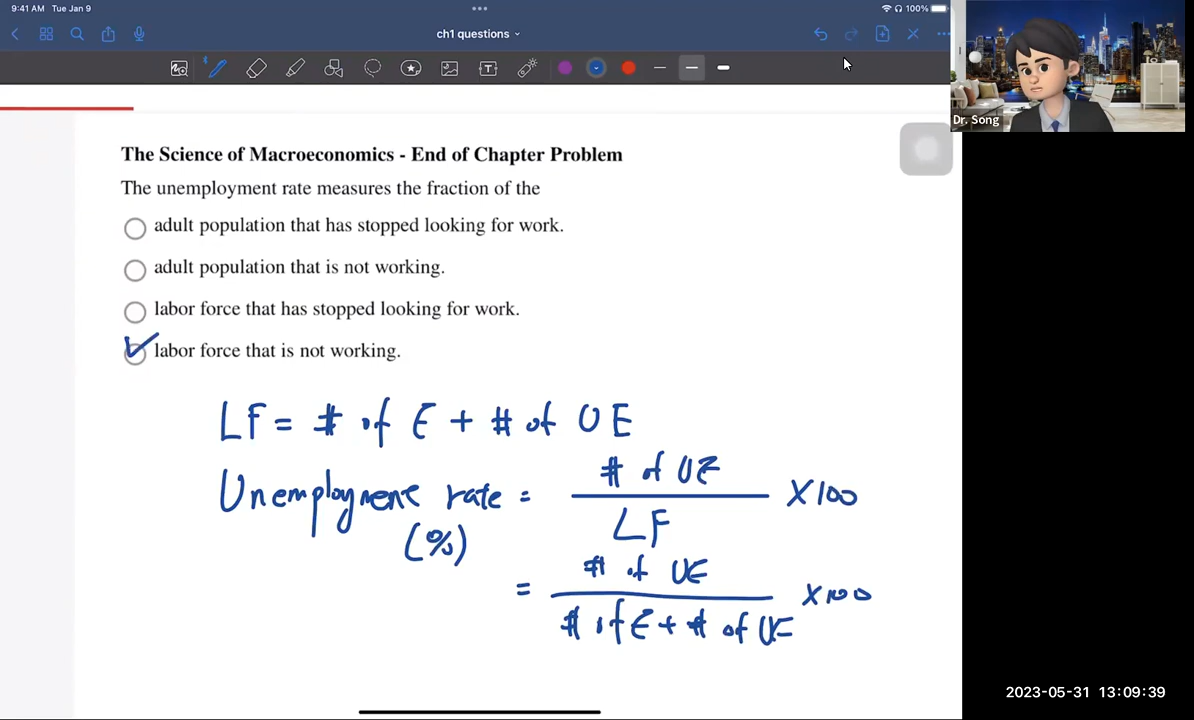 9:41 AM Tue Jan 9
100%
ch1 questions
T
Dr. Song
The Science of Macroeconomics - End of Chapter Problem
The unemployment rate measures the fraction of the
adult population that has stopped looking for work.
adult population that is not working.
labor force that has stopped looking for work.
labor force that is not working.
LF = # of E + # of UE
Unemployment rate = # of UE / LF × 100
(%)
= # of UE / # of E + # of UE × 100
2023-05-31 13:09:39